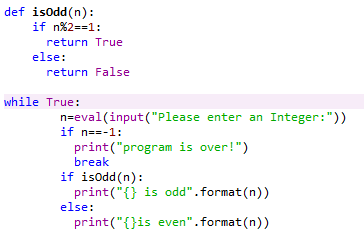 def isOdd(n):
    if n%2==1:
      return True
    else:
      return False

while True:
        n=eval(input("Please enter an Integer:"))
        if n==-1:
          print("program is over!")
          break
        if isOdd(n):
          print("{} is odd".format(n))
        else:
          print("{}is even".format(n))